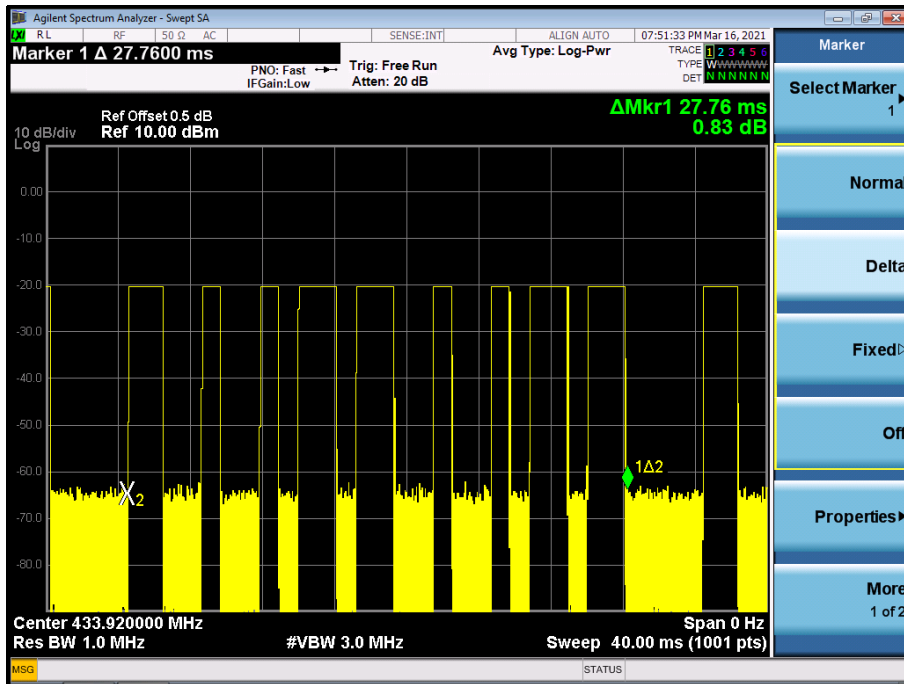 Agilent Spectrum Analyzer - Swept SA
LXI RL RF 50 Ω AC SENSE:INT ALIGN AUTO 07:51:33 PM Mar 16, 2021
Marker 1 Δ 27.7600 ms
PNO: Fast
IFGain:Low
Trig: Free Run
Atten: 20 dB
Avg Type: Log-Pwr
TRACE 1 2 3 4 5 6
TYPE WWWWWW
DET N N N N N N
ΔMkr1 27.76 ms
0.83 dB
Ref Offset 0.5 dB
10 dB/div Ref 10.00 dBm
Log
0.00
-10.0
-20.0
-30.0
-40.0
-50.0
-60.0
-70.0
-80.0
2
1Δ2
Center 433.920000 MHz Span 0 Hz
Res BW 1.0 MHz #VBW 3.0 MHz Sweep 40.00 ms (1001 pts)
MSG STATUS
Marker
Select Marker
1
Normal
Delta
Fixed
Off
Properties
More
1 of 2